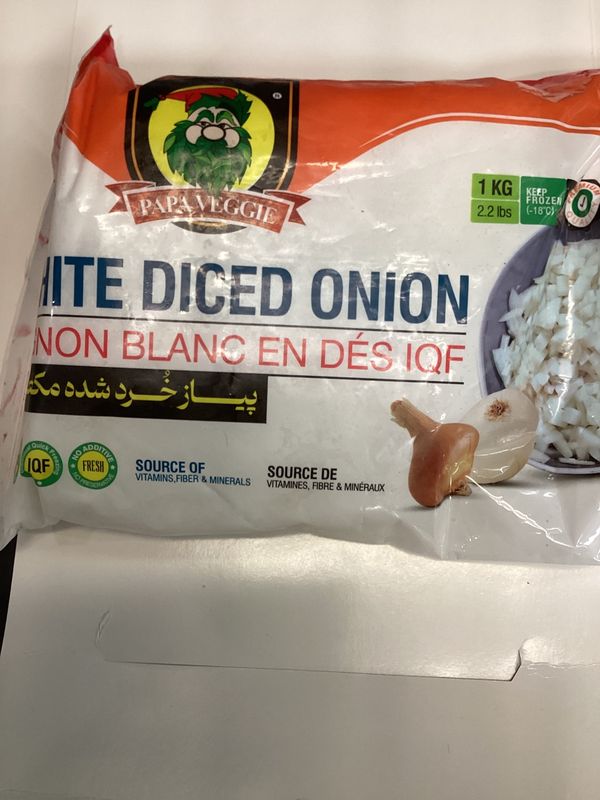 PAPA VEGGIE
1 KG
2.2 lbs
KEEP
FROZEN
(-18°C)
HITE DICED ONION
NON BLANC EN DÉS IQF
پیاز خُرد شده مک
IQF
NO ADDITIVE
FRESH
SOURCE OF
VITAMINS,FIBER & MINERALS
SOURCE DE
VITAMINES, FIBRE & MINÉRAUX